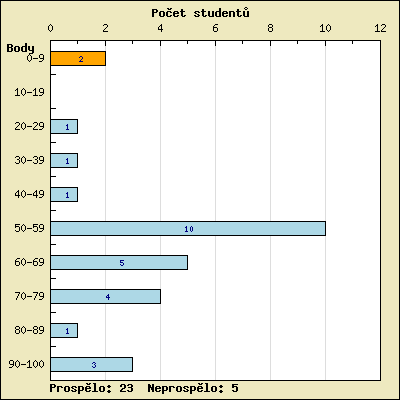 Počet studentů
0 2 4 6 8 10 12
Body
0-9 2
10-19
20-29 1
30-39 1
40-49 1
50-59 10
60-69 5
70-79 4
80-89 1
90-100 3
Prospělo: 23 Neprospělo: 5